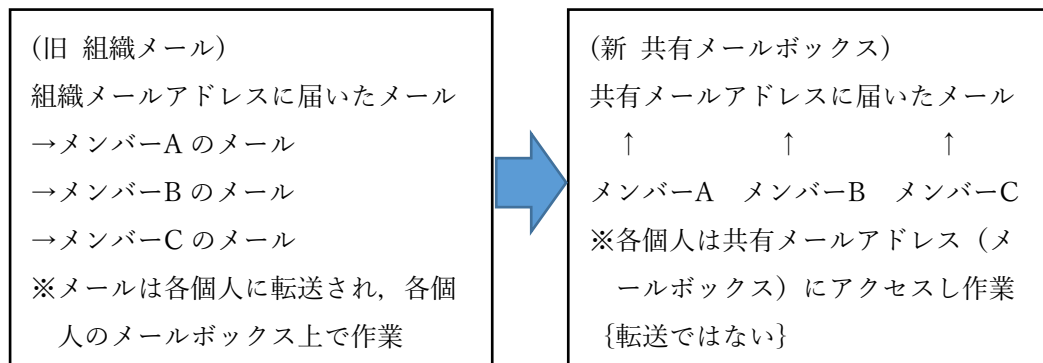 (旧 組織メール)
組織メールアドレスに届いたメール
→メンバーA のメール
→メンバーB のメール
→メンバーC のメール
※メールは各個人に転送され，各個
人のメールボックス上で作業
(新 共有メールボックス)
共有メールアドレスに届いたメール
↑ ↑ ↑
メンバーA メンバーB メンバーC
※各個人は共有メールアドレス（メ
ールボックス）にアクセスし作業
{転送ではない}